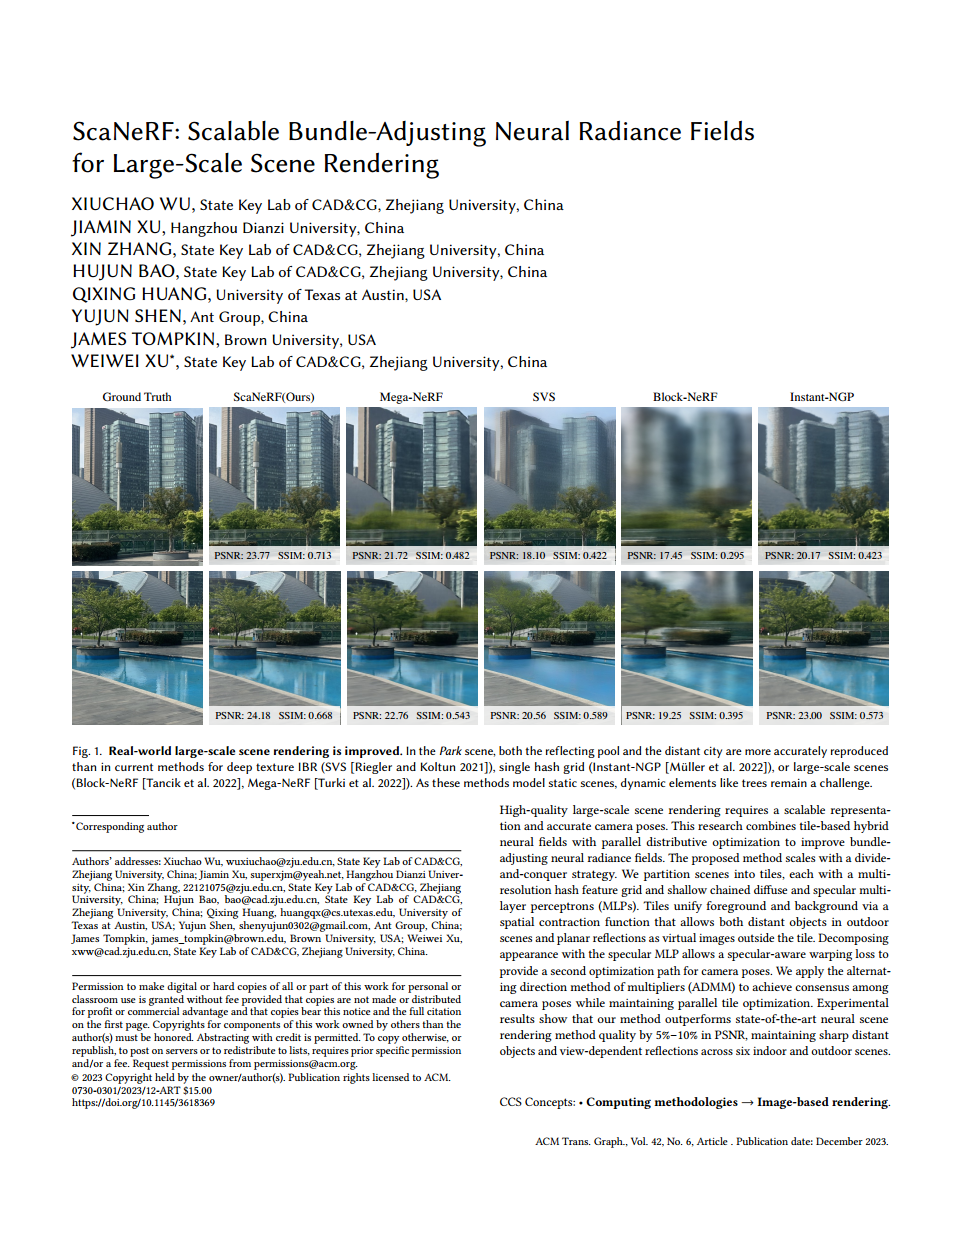 ScaNeRF: Scalable Bundle-Adjusting Neural Radiance Fields
for Large-Scale Scene Rendering
XIUCHAO WU, State Key Lab of CAD&CG, Zhejiang University, China
JIAMIN XU, Hangzhou Dianzi University, China
XIN ZHANG, State Key Lab of CAD&CG, Zhejiang University, China
HUJUN BAO, State Key Lab of CAD&CG, Zhejiang University, China
QIXING HUANG, University of Texas at Austin, USA
YUJUN SHEN, Ant Group, China
JAMES TOMPKIN, Brown University, USA
WEIWEI XU*, State Key Lab of CAD&CG, Zhejiang University, China
Ground Truth ScaNeRF(Ours) Mega-NeRF SVS Block-NeRF Instant-NGP
PSNR: 23.77 SSIM: 0.713 PSNR: 21.72 SSIM: 0.482 PSNR: 18.10 SSIM: 0.422 PSNR: 17.45 SSIM: 0.295 PSNR: 20.17 SSIM: 0.423
PSNR: 24.18 SSIM: 0.668 PSNR: 22.76 SSIM: 0.543 PSNR: 20.56 SSIM: 0.589 PSNR: 19.25 SSIM: 0.395 PSNR: 23.00 SSIM: 0.573
Fig. 1. Real-world large-scale scene rendering is improved. In the Park scene, both the reflecting pool and the distant city are more accurately reproduced
than in current methods for deep texture IBR (SVS [Riegler and Koltun 2021]), single hash grid (Instant-NGP [Müller et al. 2022]), or large-scale scenes
(Block-NeRF [Tancik et al. 2022], Mega-NeRF [Turki et al. 2022]). As these methods model static scenes, dynamic elements like trees remain a challenge.
*Corresponding author
Authors' addresses: Xiuchao Wu, wuxiuchao@zju.edu.cn, State Key Lab of CAD&CG,
Zhejiang University, China; Jiamin Xu, superxjm@yeah.net, Hangzhou Dianzi Univer-
sity, China; Xin Zhang, 22121075@zju.edu.cn, State Key Lab of CAD&CG, Zhejiang
University, China; Hujun Bao, bao@cad.zju.edu.cn, State Key Lab of CAD&CG,
Zhejiang University, China; Qixing Huang, huangqx@cs.utexas.edu, University of
Texas at Austin, USA; Yujun Shen, shenyujun0302@gmail.com, Ant Group, China;
James Tompkin, james_tompkin@brown.edu, Brown University, USA; Weiwei Xu,
xww@cad.zju.edu.cn, State Key Lab of CAD&CG, Zhejiang University, China.
Permission to make digital or hard copies of all or part of this work for personal or
classroom use is granted without fee provided that copies are not made or distributed
for profit or commercial advantage and that copies bear this notice and the full citation
on the first page. Copyrights for components of this work owned by others than the
author(s) must be honored. Abstracting with credit is permitted. To copy otherwise, or
republish, to post on servers or to redistribute to lists, requires prior specific permission
and/or a fee. Request permissions from permissions@acm.org.
© 2023 Copyright held by the owner/author(s). Publication rights licensed to ACM.
0730-0301/2023/12-ART $15.00
https://doi.org/10.1145/3618369
High-quality large-scale scene rendering requires a scalable representa-
tion and accurate camera poses. This research combines tile-based hybrid
neural fields with parallel distributive optimization to improve bundle-
adjusting neural radiance fields. The proposed method scales with a divide-
and-conquer strategy. We partition scenes into tiles, each with a multi-
resolution hash feature grid and shallow chained diffuse and specular multi-
layer perceptrons (MLPs). Tiles unify foreground and background via a
spatial contraction function that allows both distant objects in outdoor
scenes and planar reflections as virtual images outside the tile. Decomposing
appearance with the specular MLP allows a specular-aware warping loss to
provide a second optimization path for camera poses. We apply the alternat-
ing direction method of multipliers (ADMM) to achieve consensus among
camera poses while maintaining parallel tile optimization. Experimental
results show that our method outperforms state-of-the-art neural scene
rendering method quality by 5%–10% in PSNR, maintaining sharp distant
objects and view-dependent reflections across six indoor and outdoor scenes.
CCS Concepts: • Computing methodologies → Image-based rendering.
ACM Trans. Graph., Vol. 42, No. 6, Article . Publication date: December 2023.